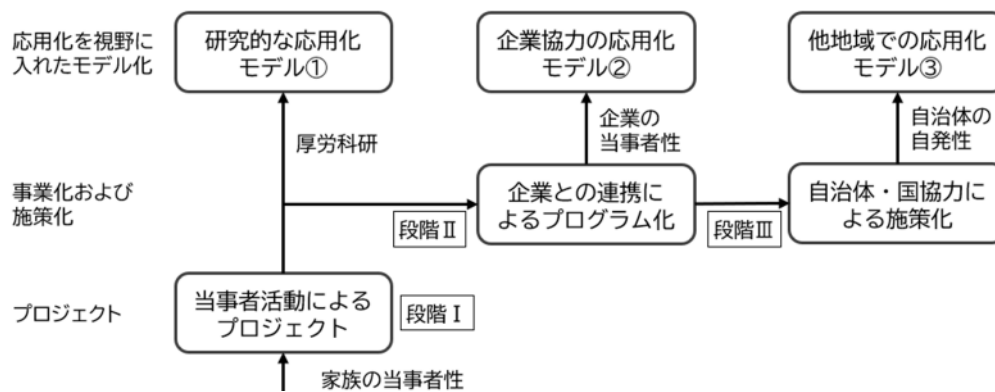 応用化を視野に
入れたモデル化
研究的な応用化
モデル①
企業協力の応用化
モデル②
他地域での応用化
モデル③
厚労科研
企業の
当事者性
自治体の
自発性
事業化および
施策化
企業との連携に
よるプログラム化
自治体・国協力に
よる施策化
段階Ⅱ
段階Ⅲ
プロジェクト
当事者活動による
プロジェクト
段階Ⅰ
家族の当事者性